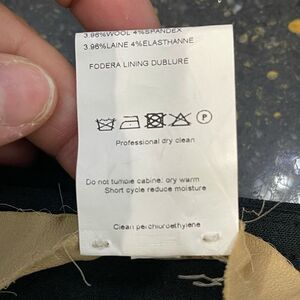 3.96%WOOL 4%SPANDEX
3.96%LAINE 4%ELASTHANNE
FODERA LINING DUBLURE
P
Professional dry clean
Do not tumble cabine: dry warm
Short cycle reduce moisture
Clean perchluroethylene